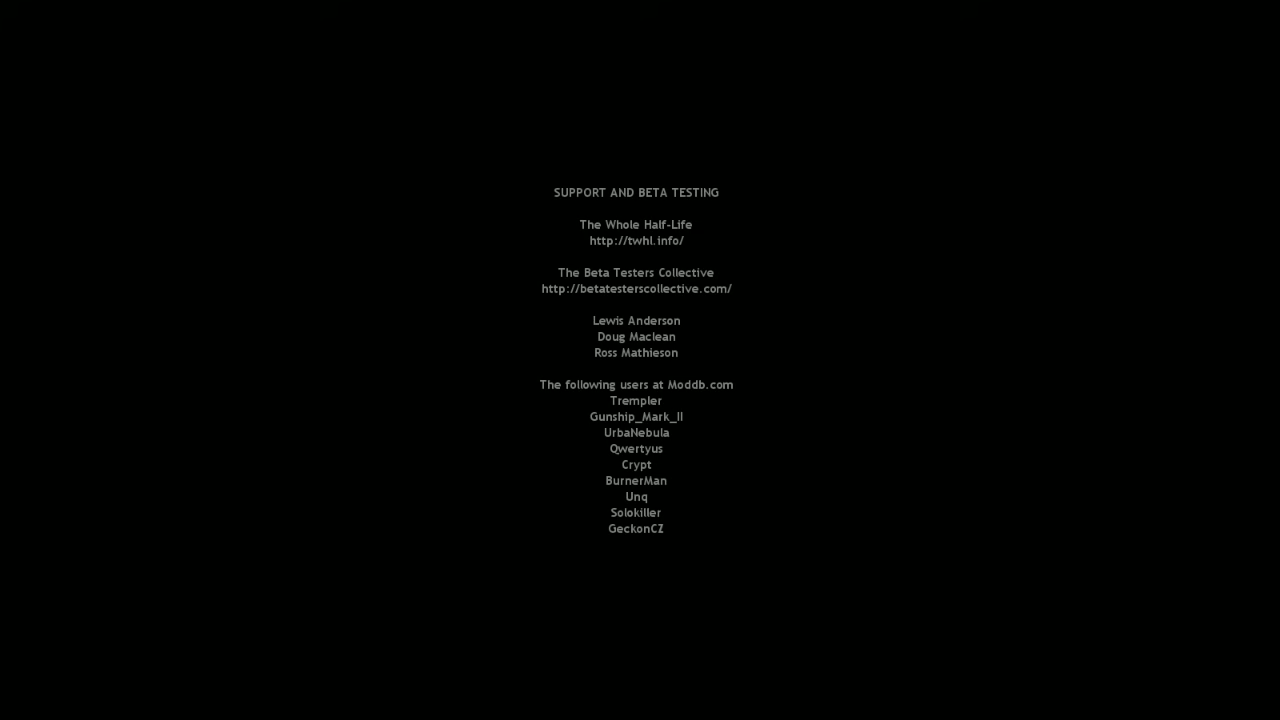 SUPPORT AND BETA TESTING
The Whole Half-Life
http://twhl.info/
The Beta Testers Collective
http://betatesterscollective.com/
Lewis Anderson
Doug Maclean
Ross Mathieson
The following users at Moddb.com
Trempler
Gunship_Mark_II
UrbaNebula
Qwertyus
Crypt
BurnerMan
Unq
Solokiller
GeckonCZ